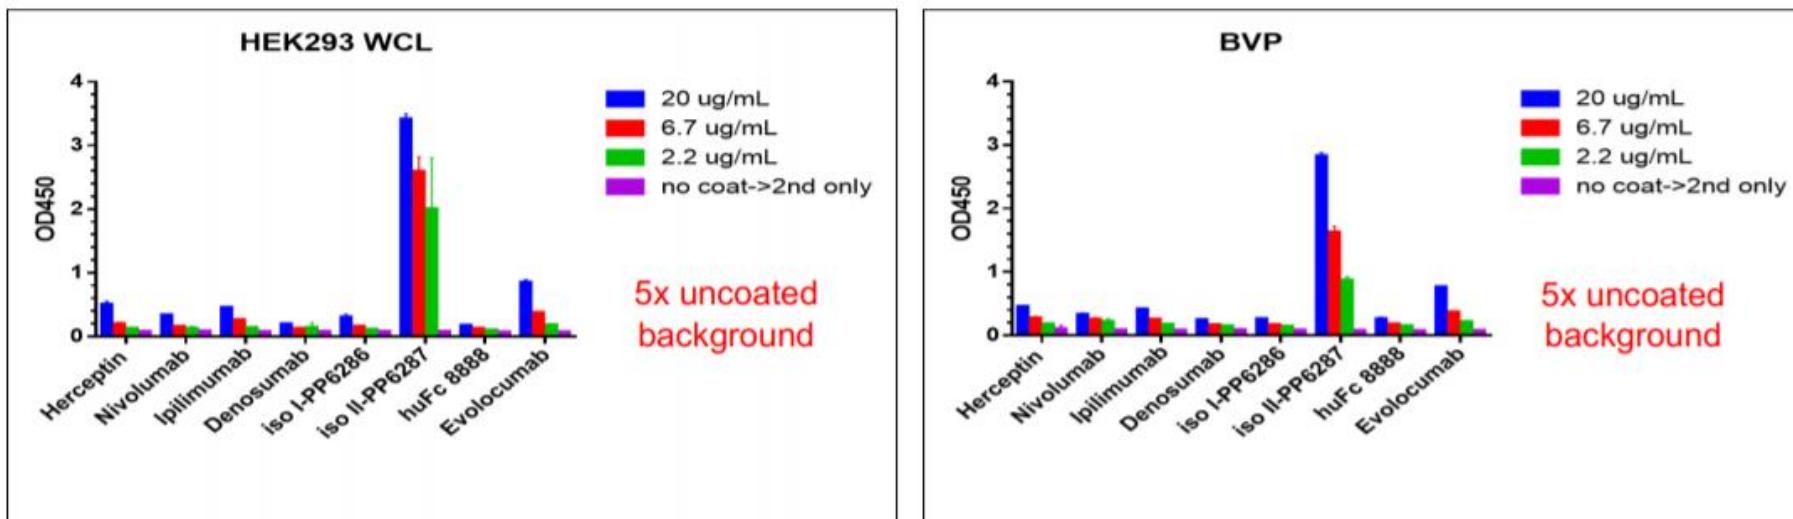 HEK293 WCL
4
3
2
1
0
OD450
20 ug/mL
6.7 ug/mL
2.2 ug/mL
no coat->2nd only
5x uncoated
background
Herceptin
Nivolumab
Ipilimumab
Denosumab
iso I-PP6286
iso II-PP6287
huFc 8888
Evolocumab
BVP
4
3
2
1
0
OD450
20 ug/mL
6.7 ug/mL
2.2 ug/mL
no coat->2nd only
5x uncoated
background
Herceptin
Nivolumab
Ipilimumab
Denosumab
iso I-PP6286
iso II-PP6287
huFc 8888
Evolocumab